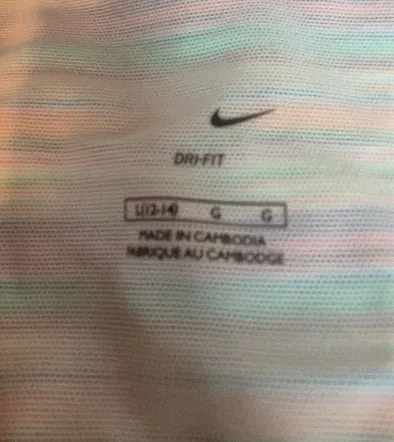 DRI-FIT
L(12-14) G G
MADE IN CAMBODIA
FABRIQUE AU CAMBODGE